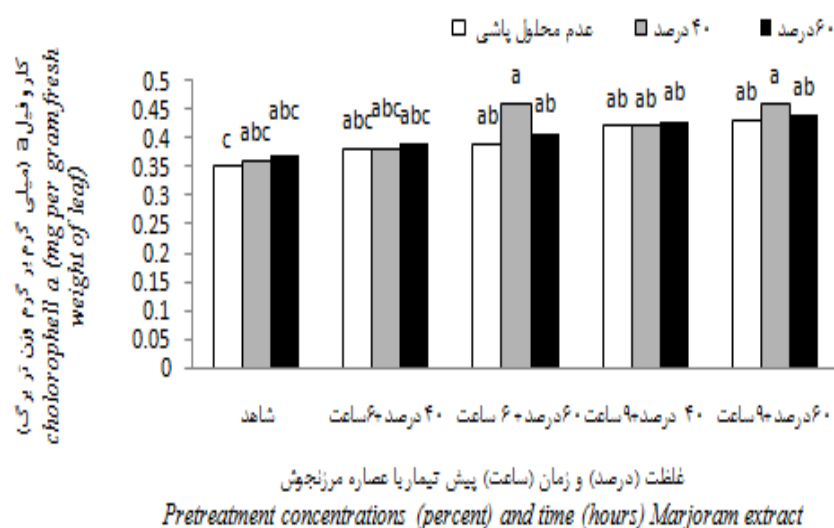 عدم محلول پاشی ۴۰ درصد ۶۰درصد
کاروفیل a (میلی گرم بر گرم وزن تر برگ)
cholorophell a (mg per gram fresh
weight of leaf)
0.5
0.45
0.4
0.35
0.3
0.25
0.2
0.15
0.1
0.05
0
c abc abc
abc abc abc
ab a ab
ab ab ab
ab a ab
شاهد ۴۰ درصد+۶ساعت ۶۰درصد+ ۶ ساعت ۴۰ درصد+۹ساعت ۶۰درصد+۹ساعت
غلظت (درصد) و زمان (ساعت) پیش تیماربا عصاره مرزنجوش
Pretreatment concentrations (percent) and time (hours) Marjoram extract